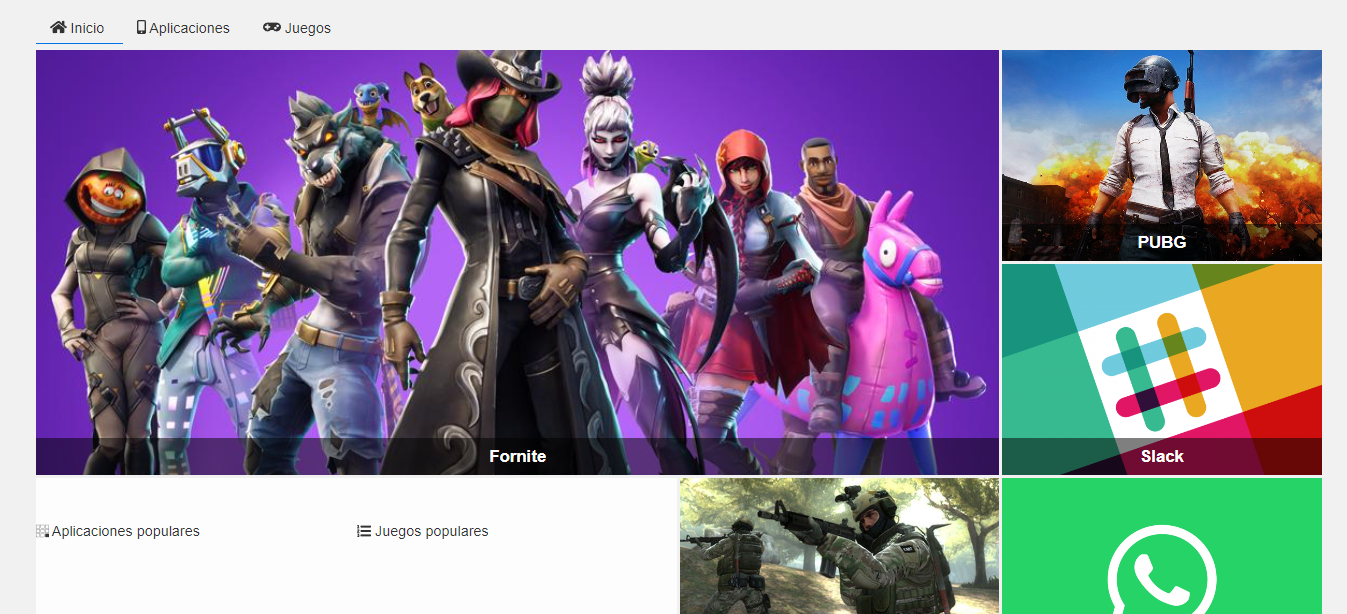 Inicio
Aplicaciones
Juegos
PUBG
Fornite
Slack
Aplicaciones populares
Juegos populares